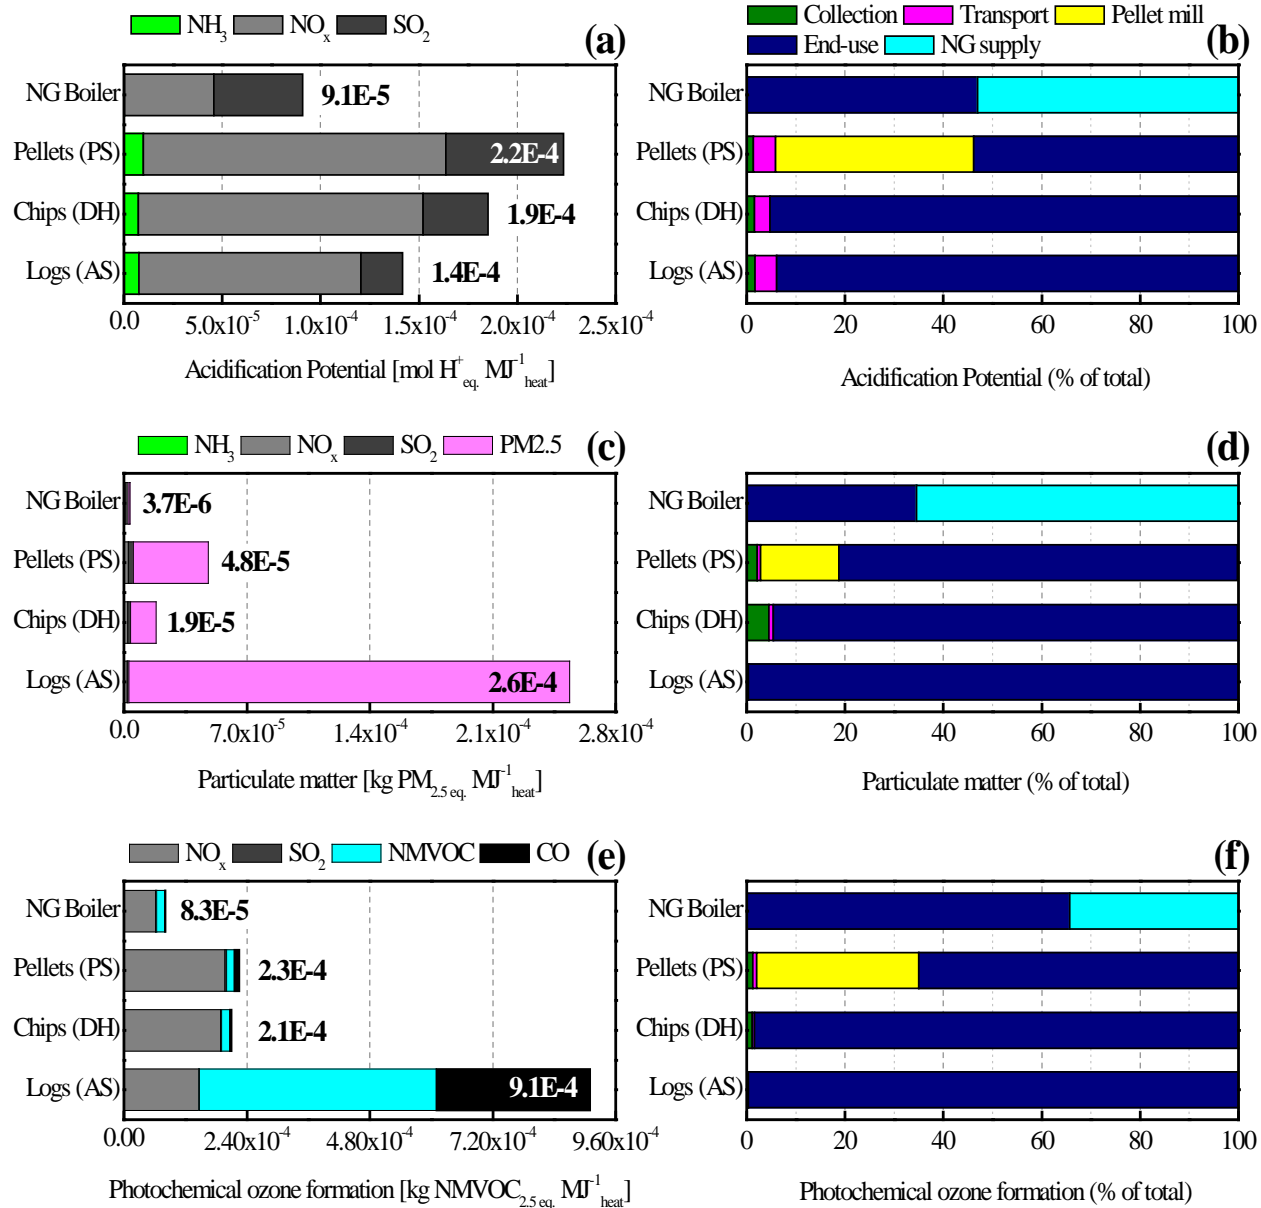 NH₃ NOₓ SO₂
(a)
NG Boiler
9.1E-5
Pellets (PS)
2.2E-4
Chips (DH)
1.9E-4
Logs (AS)
1.4E-4
0.0 5.0x10⁻⁵ 1.0x10⁻⁴ 1.5x10⁻⁴ 2.0x10⁻⁴ 2.5x10⁻⁴
Acidification Potential [mol H⁺eq. MJ⁻¹heat]
Collection Transport Pellet mill
End-use NG supply
(b)
NG Boiler
Pellets (PS)
Chips (DH)
Logs (AS)
0 20 40 60 80 100
Acidification Potential (% of total)
NH₃ NOₓ SO₂ PM2.5
(c)
NG Boiler
3.7E-6
Pellets (PS)
4.8E-5
Chips (DH)
1.9E-5
Logs (AS)
2.6E-4
0.0 7.0x10⁻⁵ 1.4x10⁻⁴ 2.1x10⁻⁴ 2.8x10⁻⁴
Particulate matter [kg PM2.5 eq. MJ⁻¹heat]
(d)
NG Boiler
Pellets (PS)
Chips (DH)
Logs (AS)
0 20 40 60 80 100
Particulate matter (% of total)
NOₓ SO₂ NMVOC CO
(e)
NG Boiler
8.3E-5
Pellets (PS)
2.3E-4
Chips (DH)
2.1E-4
Logs (AS)
9.1E-4
0.00 2.40x10⁻⁴ 4.80x10⁻⁴ 7.20x10⁻⁴ 9.60x10⁻⁴
Photochemical ozone formation [kg NMVOC2.5 eq. MJ⁻¹heat]
(f)
NG Boiler
Pellets (PS)
Chips (DH)
Logs (AS)
0 20 40 60 80 100
Photochemical ozone formation (% of total)